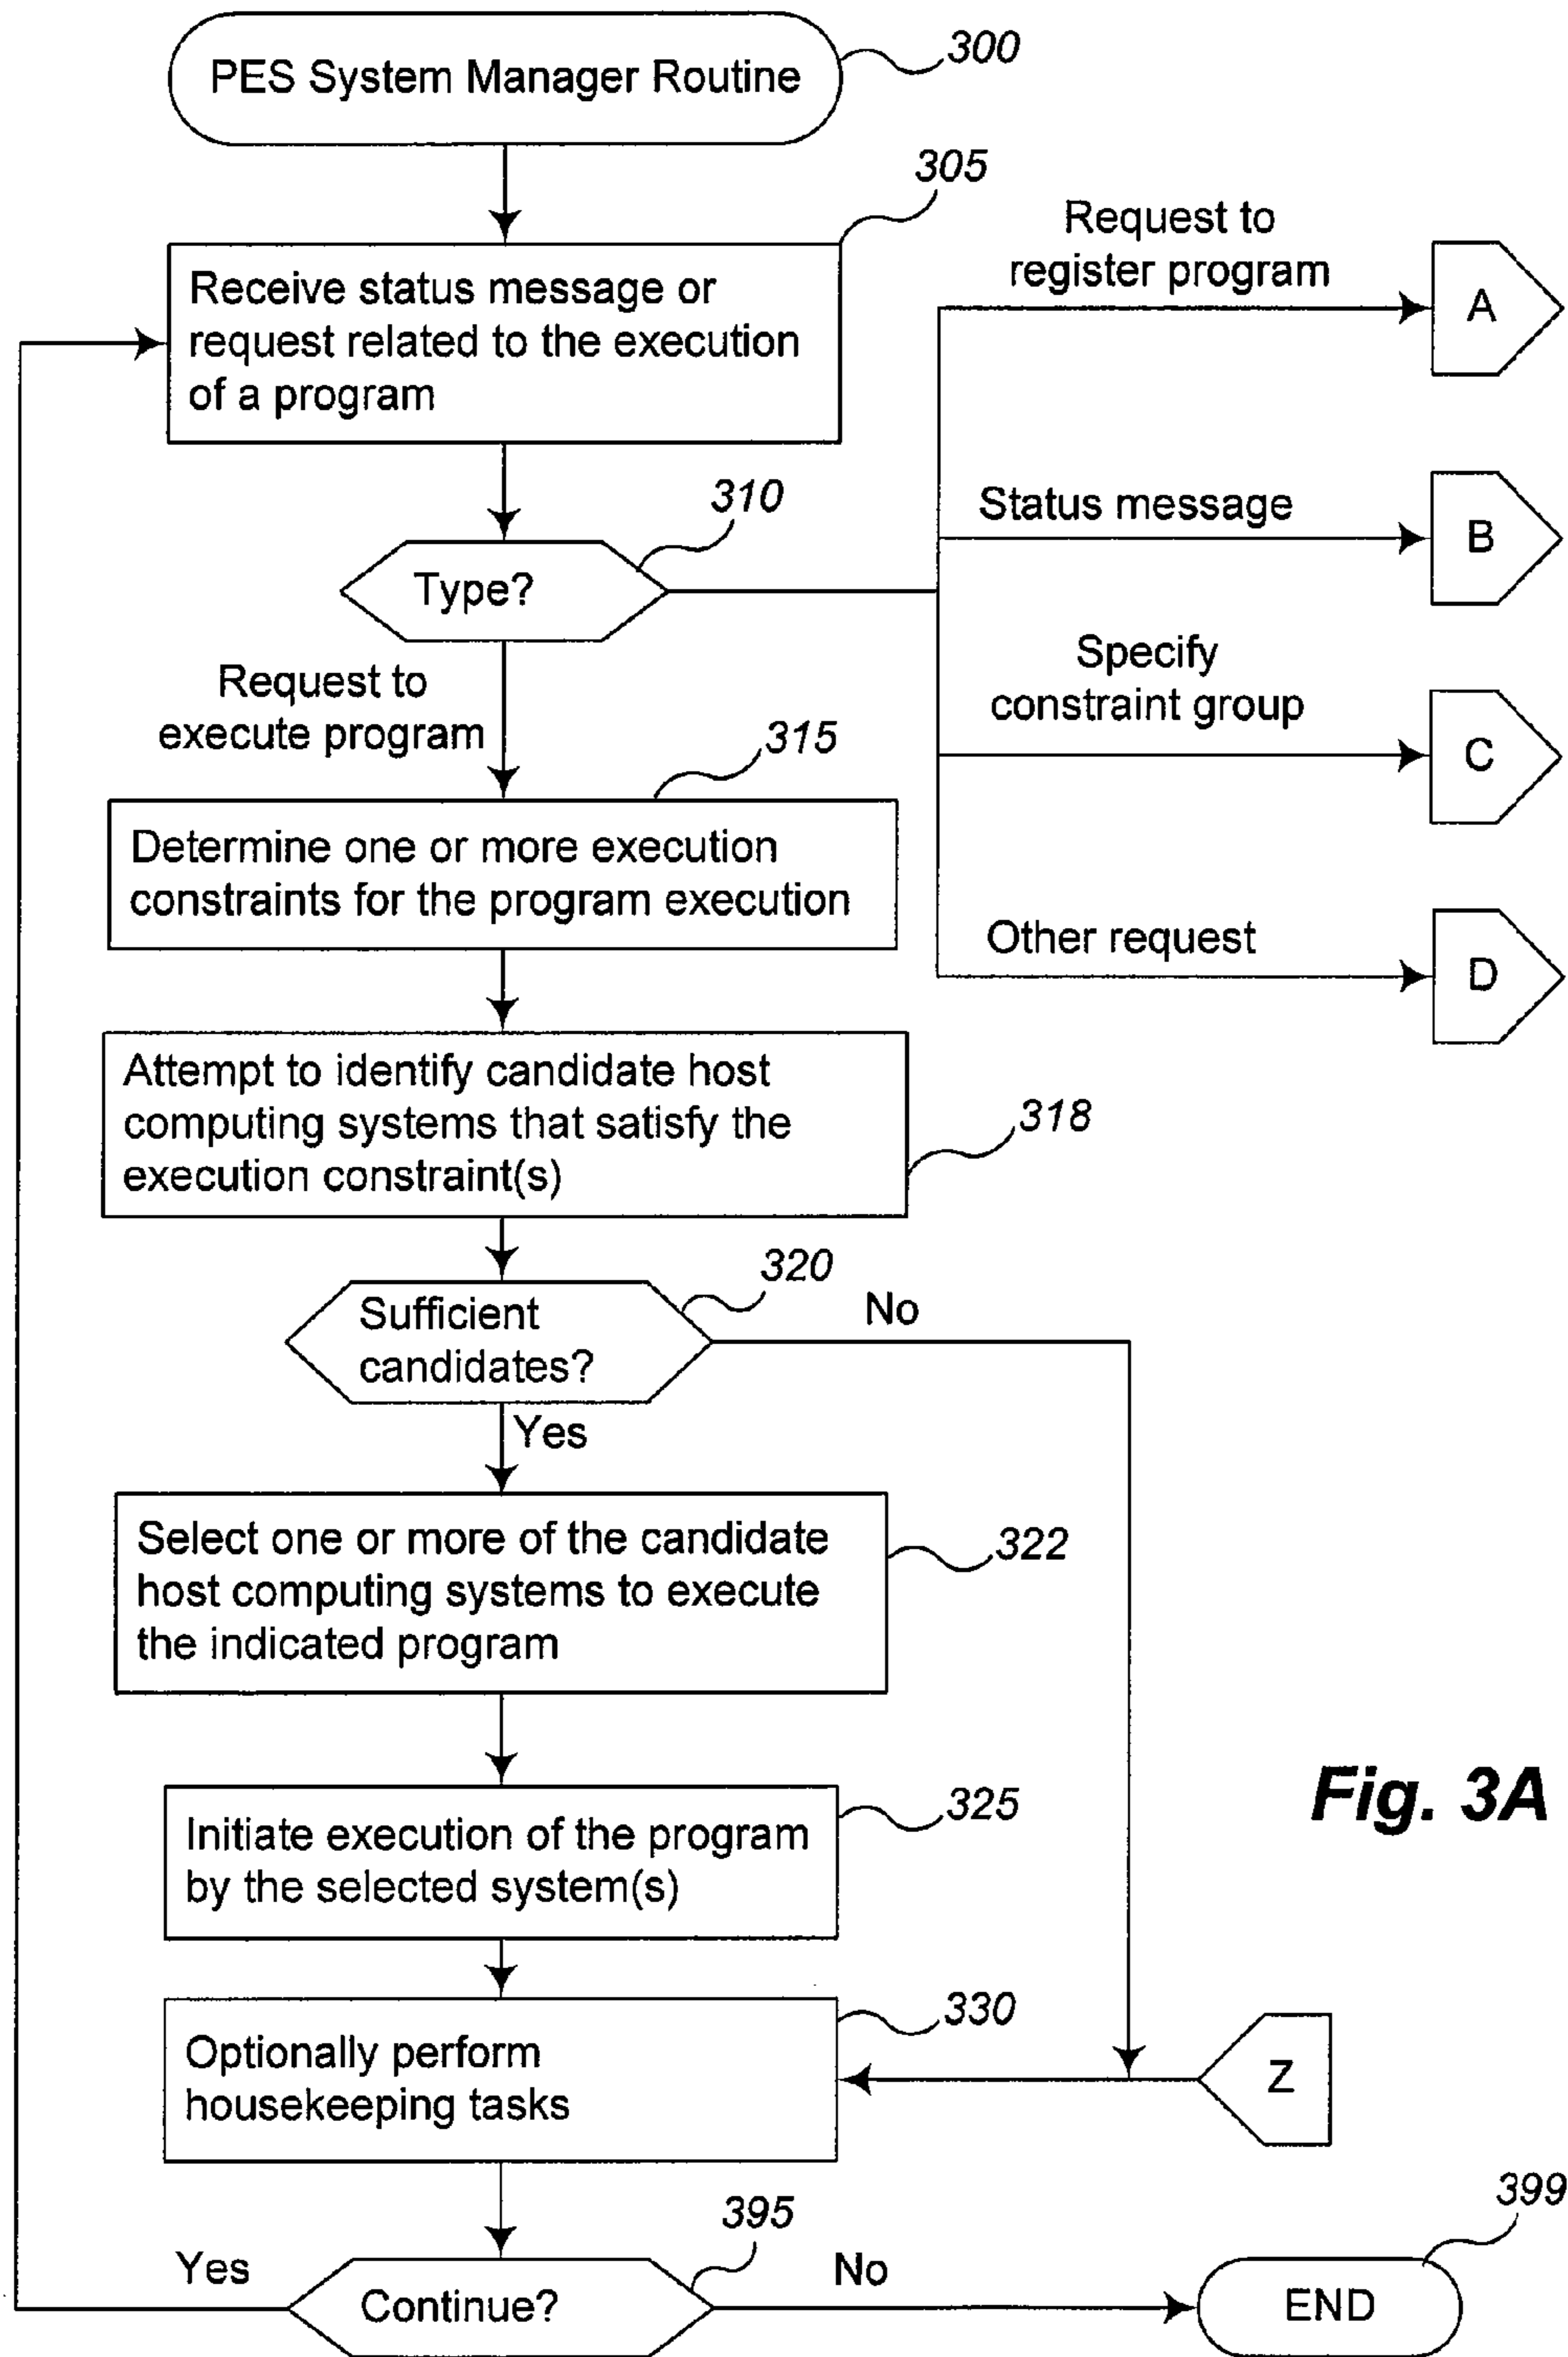 PES System Manager Routine
300
305
Receive status message or
request related to the execution
of a program
Request to
register program
A
310
Type?
Status message
B
Specify
constraint group
C
Other request
D
Request to
execute program
315
Determine one or more execution
constraints for the program execution
Attempt to identify candidate host
computing systems that satisfy the
execution constraint(s)
318
320
Sufficient
candidates?
No
Yes
Select one or more of the candidate
host computing systems to execute
the indicated program
322
Initiate execution of the program
by the selected system(s)
325
Fig. 3A
Optionally perform
housekeeping tasks
330
Z
395
Continue?
Yes
No
399
END